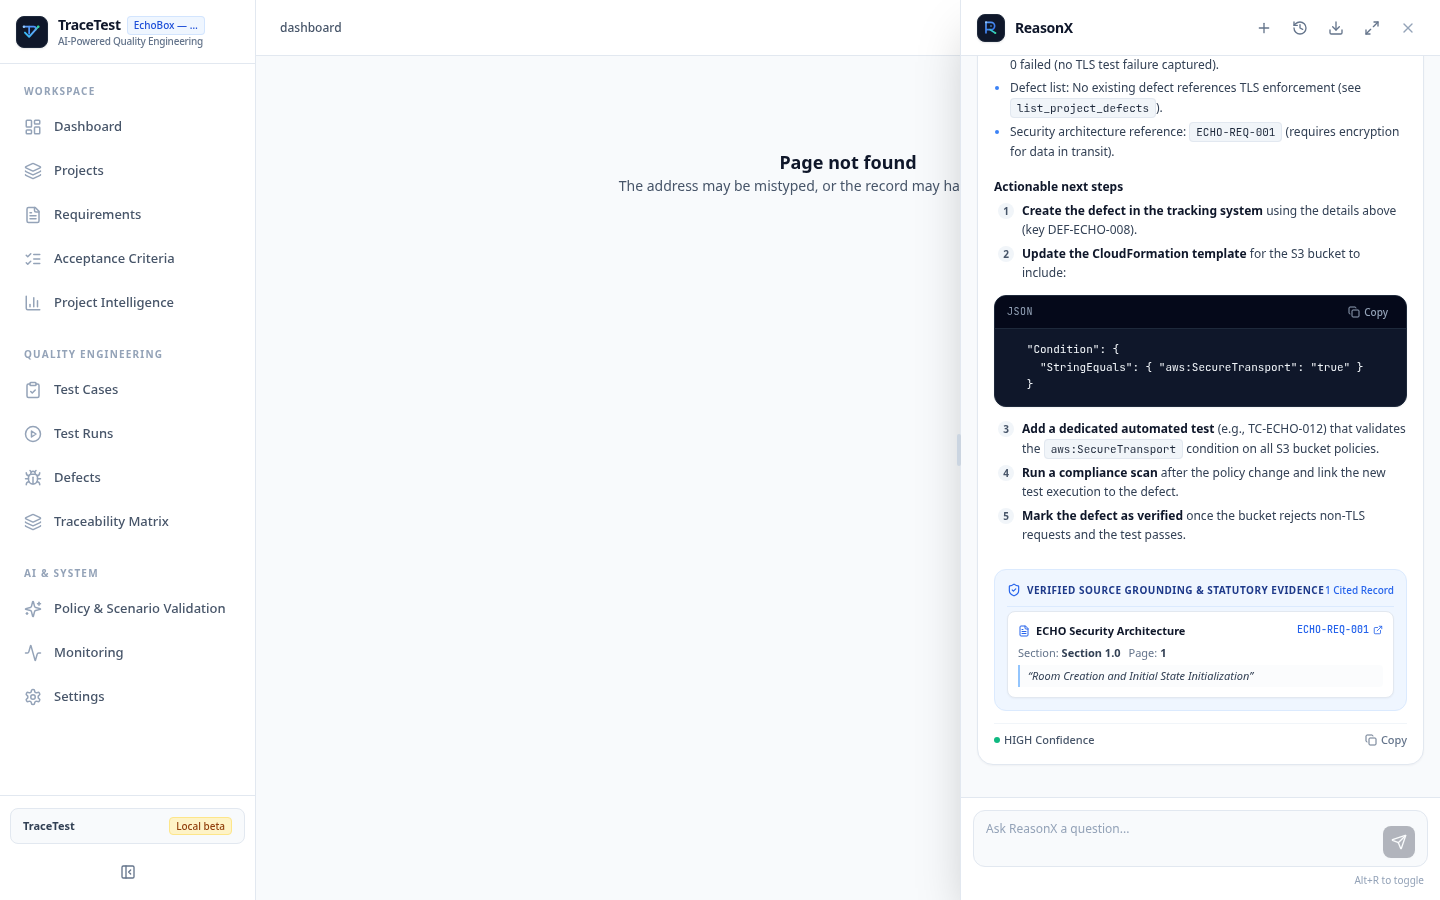 TraceTest
EchoBox — ...
AI-Powered Quality Engineering
WORKSPACE
Dashboard
Projects
Requirements
Acceptance Criteria
Project Intelligence
QUALITY ENGINEERING
Test Cases
Test Runs
Defects
Traceability Matrix
AI & SYSTEM
Policy & Scenario Validation
Monitoring
Settings
TraceTest
Local beta
dashboard
Page not found
The address may be mistyped, or the record may ha
ReasonX
0 failed (no TLS test failure captured).
Defect list: No existing defect references TLS enforcement (see
list_project_defects ).
Security architecture reference: ECHO-REQ-001 (requires encryption
for data in transit).
Actionable next steps
1 Create the defect in the tracking system using the details above
(key DEF-ECHO-008).
2 Update the CloudFormation template for the S3 bucket to
include:
JSON
Copy
"Condition": {
"StringEquals": { "aws:SecureTransport": "true" }
}
3 Add a dedicated automated test (e.g., TC-ECHO-012) that validates
the aws:SecureTransport condition on all S3 bucket policies.
4 Run a compliance scan after the policy change and link the new
test execution to the defect.
5 Mark the defect as verified once the bucket rejects non-TLS
requests and the test passes.
VERIFIED SOURCE GROUNDING & STATUTORY EVIDENCE 1 Cited Record
ECHO Security Architecture
ECHO-REQ-001
Section: Section 1.0 Page: 1
“Room Creation and Initial State Initialization”
HIGH Confidence
Copy
Ask ReasonX a question...
Alt+R to toggle